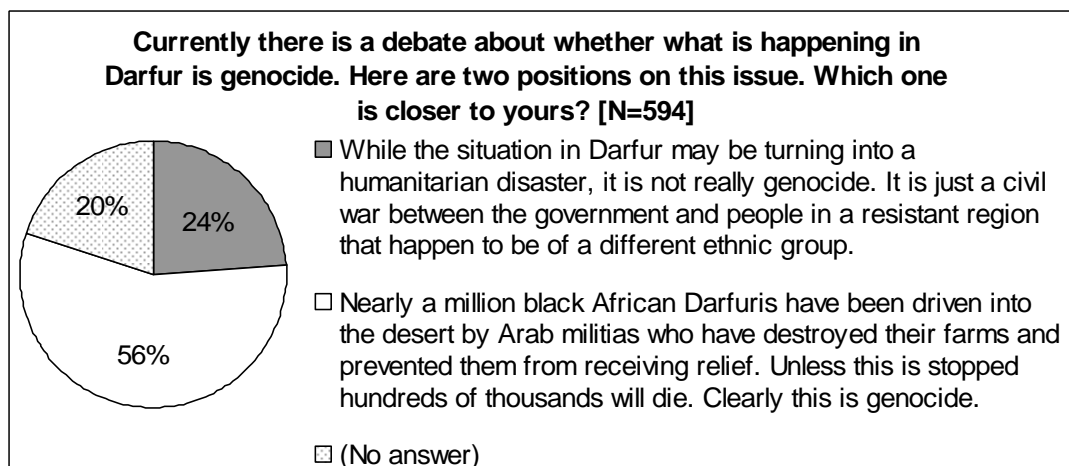 Currently there is a debate about whether what is happening in
Darfur is genocide. Here are two positions on this issue. Which one
is closer to yours? [N=594]
While the situation in Darfur may be turning into a
humanitarian disaster, it is not really genocide. It is just a civil
war between the government and people in a resistant region
that happen to be of a different ethnic group.
20%
24%
56%
Nearly a million black African Darfuris have been driven into
the desert by Arab militias who have destroyed their farms and
prevented them from receiving relief. Unless this is stopped
hundreds of thousands will die. Clearly this is genocide.
(No answer)